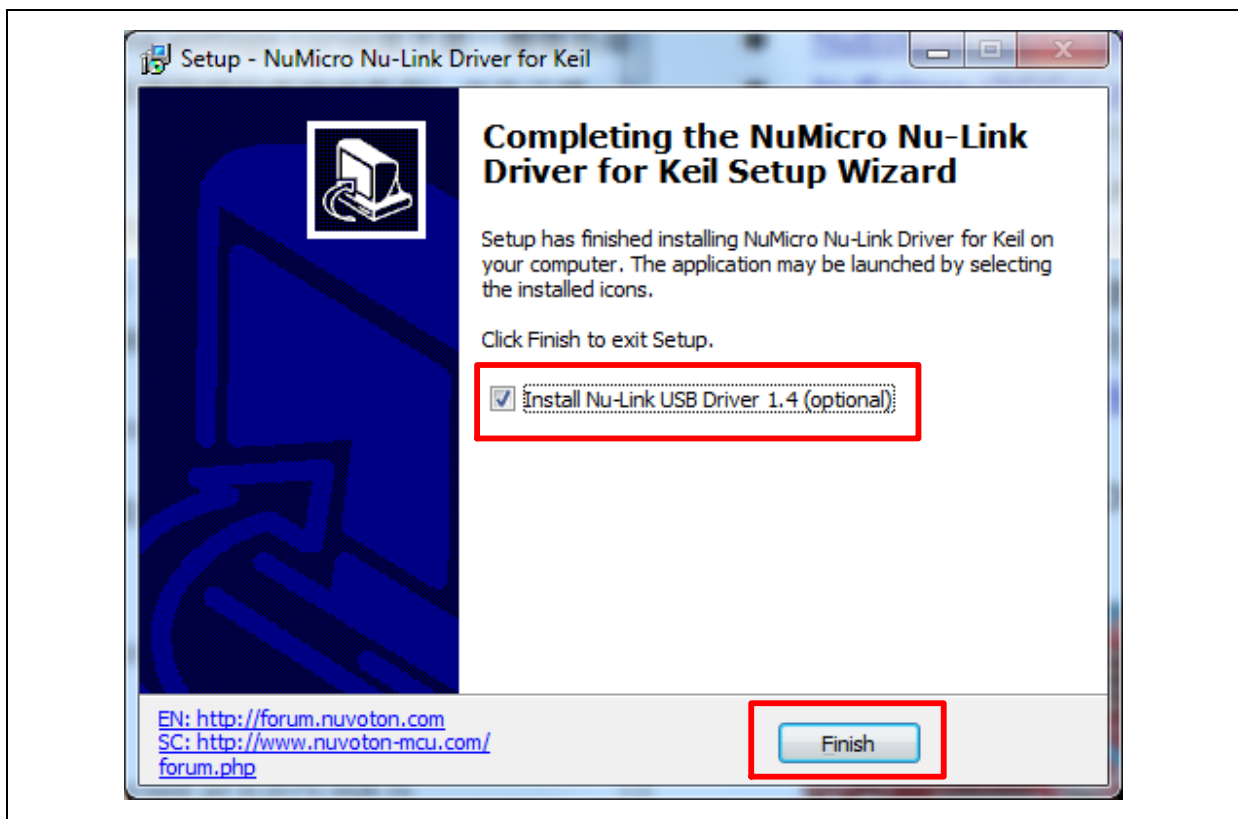 Setup - NuMicro Nu-Link Driver for Keil
Completing the NuMicro Nu-Link
Driver for Keil Setup Wizard
Setup has finished installing NuMicro Nu-Link Driver for Keil on
your computer. The application may be launched by selecting
the installed icons.
Click Finish to exit Setup.
Install Nu-Link USB Driver 1.4 (optional)
EN: http://forum.nuvoton.com
SC: http://www.nuvoton-mcu.com/
forum.php
Finish